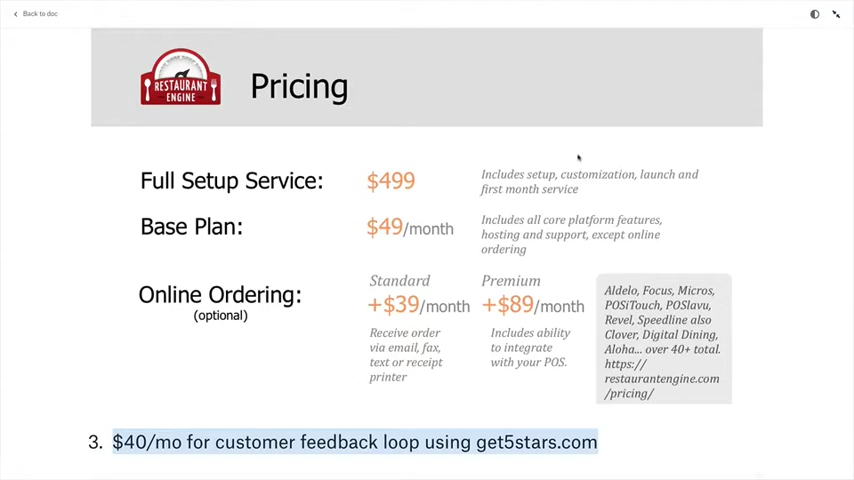 Back to doc
RESTAURANT
ENGINE
Pricing
Full Setup Service:
$499
Includes setup, customization, launch and
first month service
Base Plan:
$49/month
Includes all core platform features,
hosting and support, except online
ordering
Online Ordering:
(optional)
Standard
+$39/month
Receive order
via email, fax,
text or receipt
printer
Premium
+$89/month
Includes ability
to integrate
with your POS.
Aldelo, Focus, Micros,
POSiTouch, POSlavu,
Revel, Speedline also
Clover, Digital Dining,
Aloha... over 40+ total.
https://
restaurantengine.com
/pricing/
3. $40/mo for customer feedback loop using get5stars.com